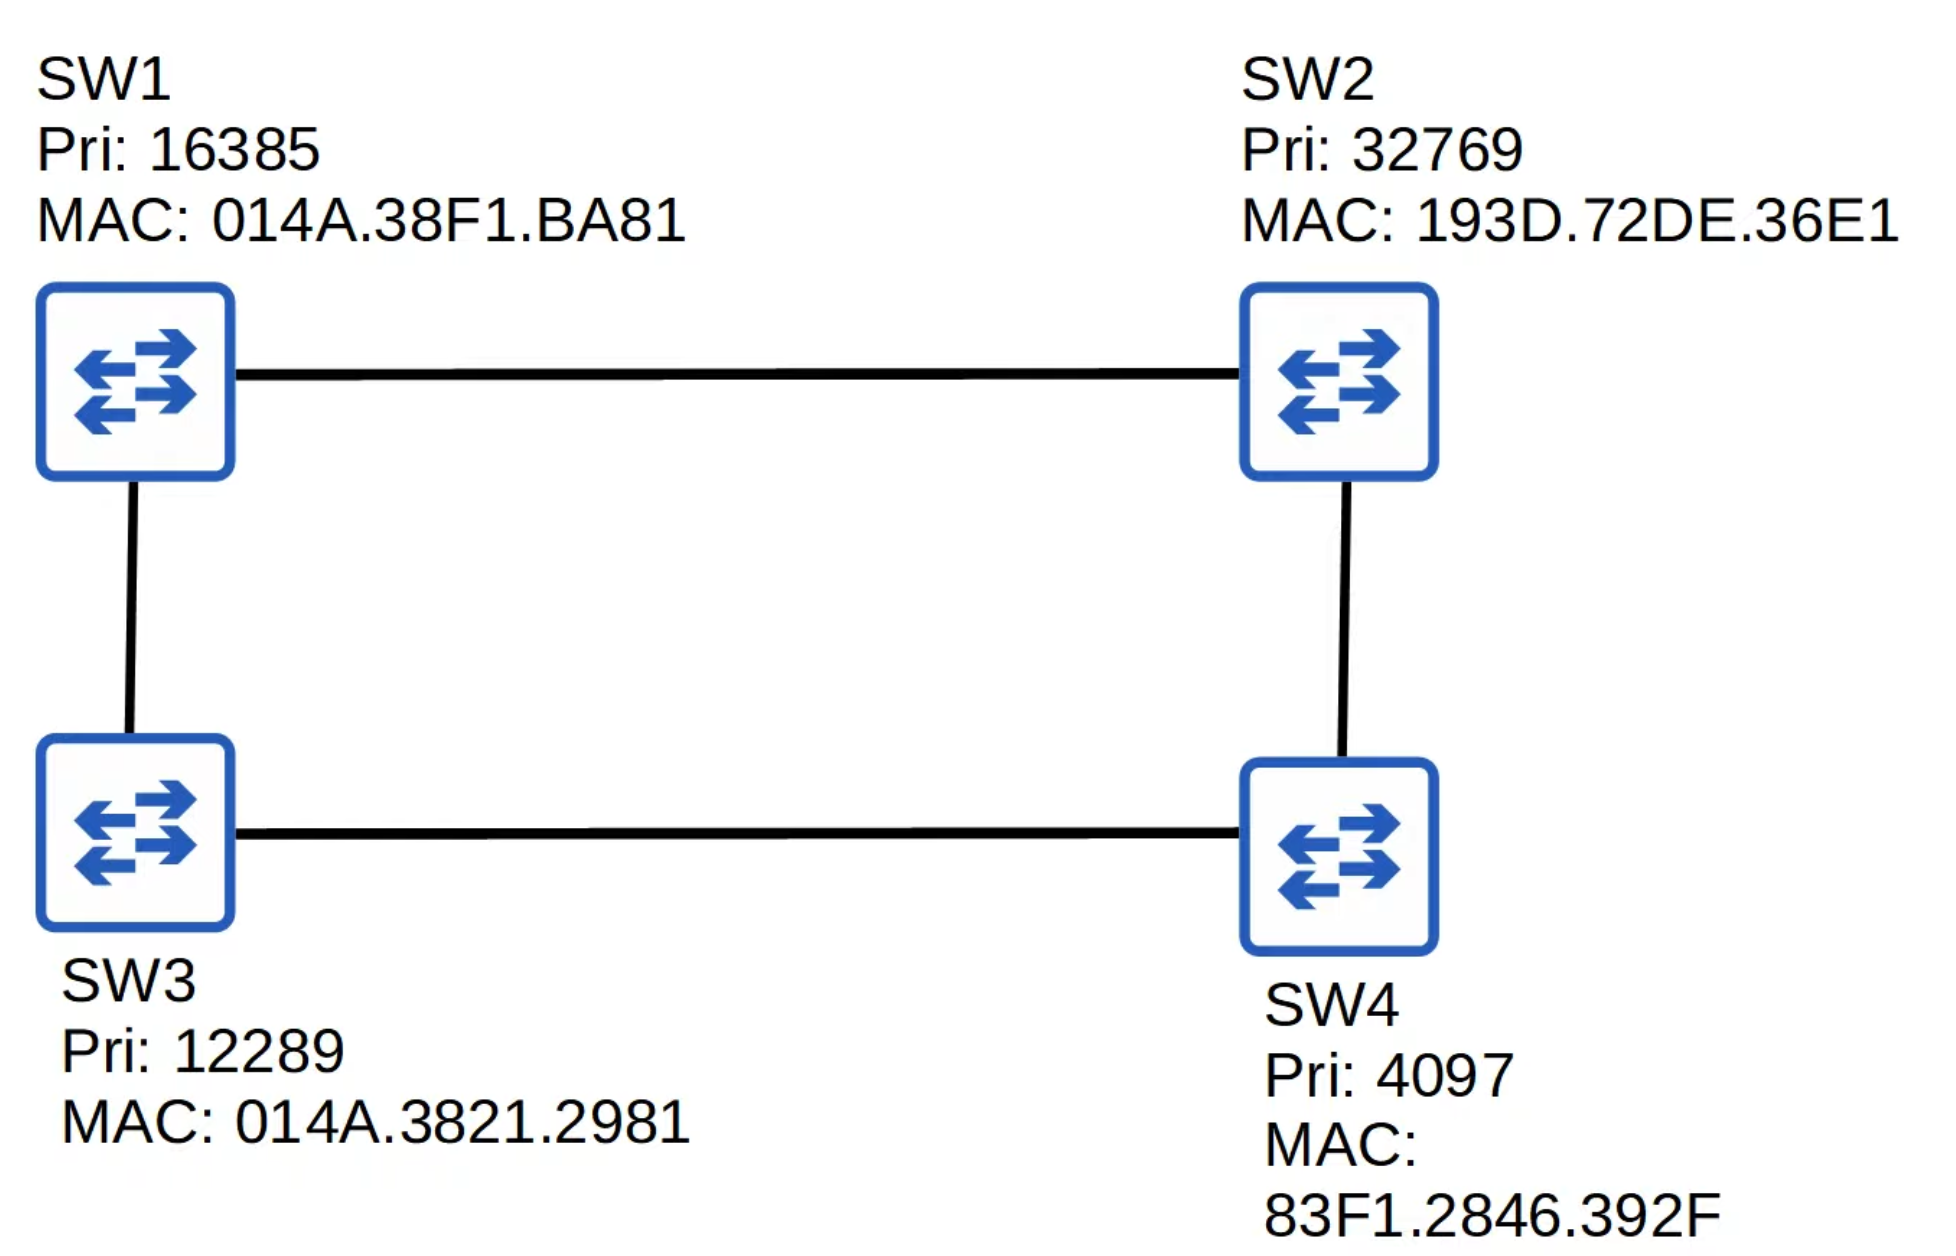 SW1
Pri: 16385
MAC: 014A.38F1.BA81
SW2
Pri: 32769
MAC: 193D.72DE.36E1
SW3
Pri: 12289
MAC: 014A.3821.2981
SW4
Pri: 4097
MAC:
83F1.2846.392F